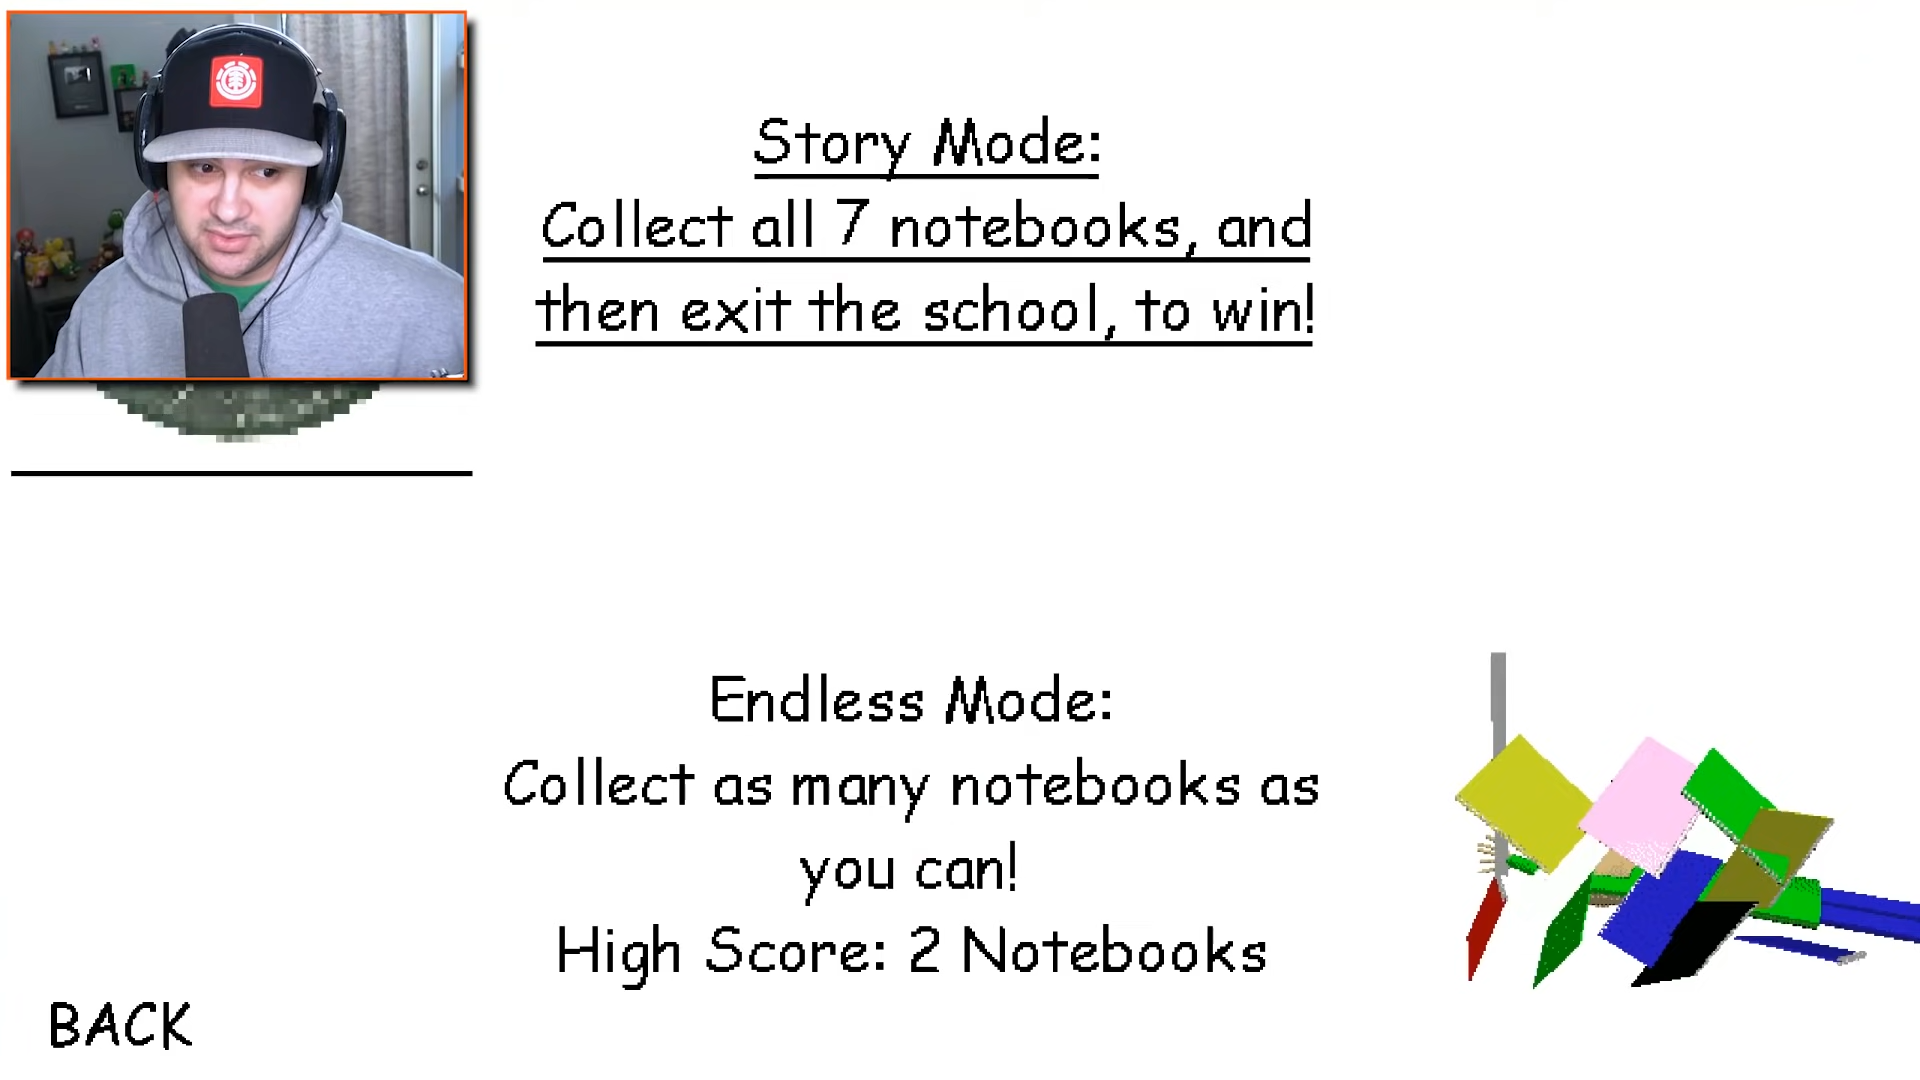 Story Mode:
Collect all 7 notebooks, and
then exit the school, to win!
Endless Mode:
Collect as many notebooks as
you can!
High Score: 2 Notebooks
BACK